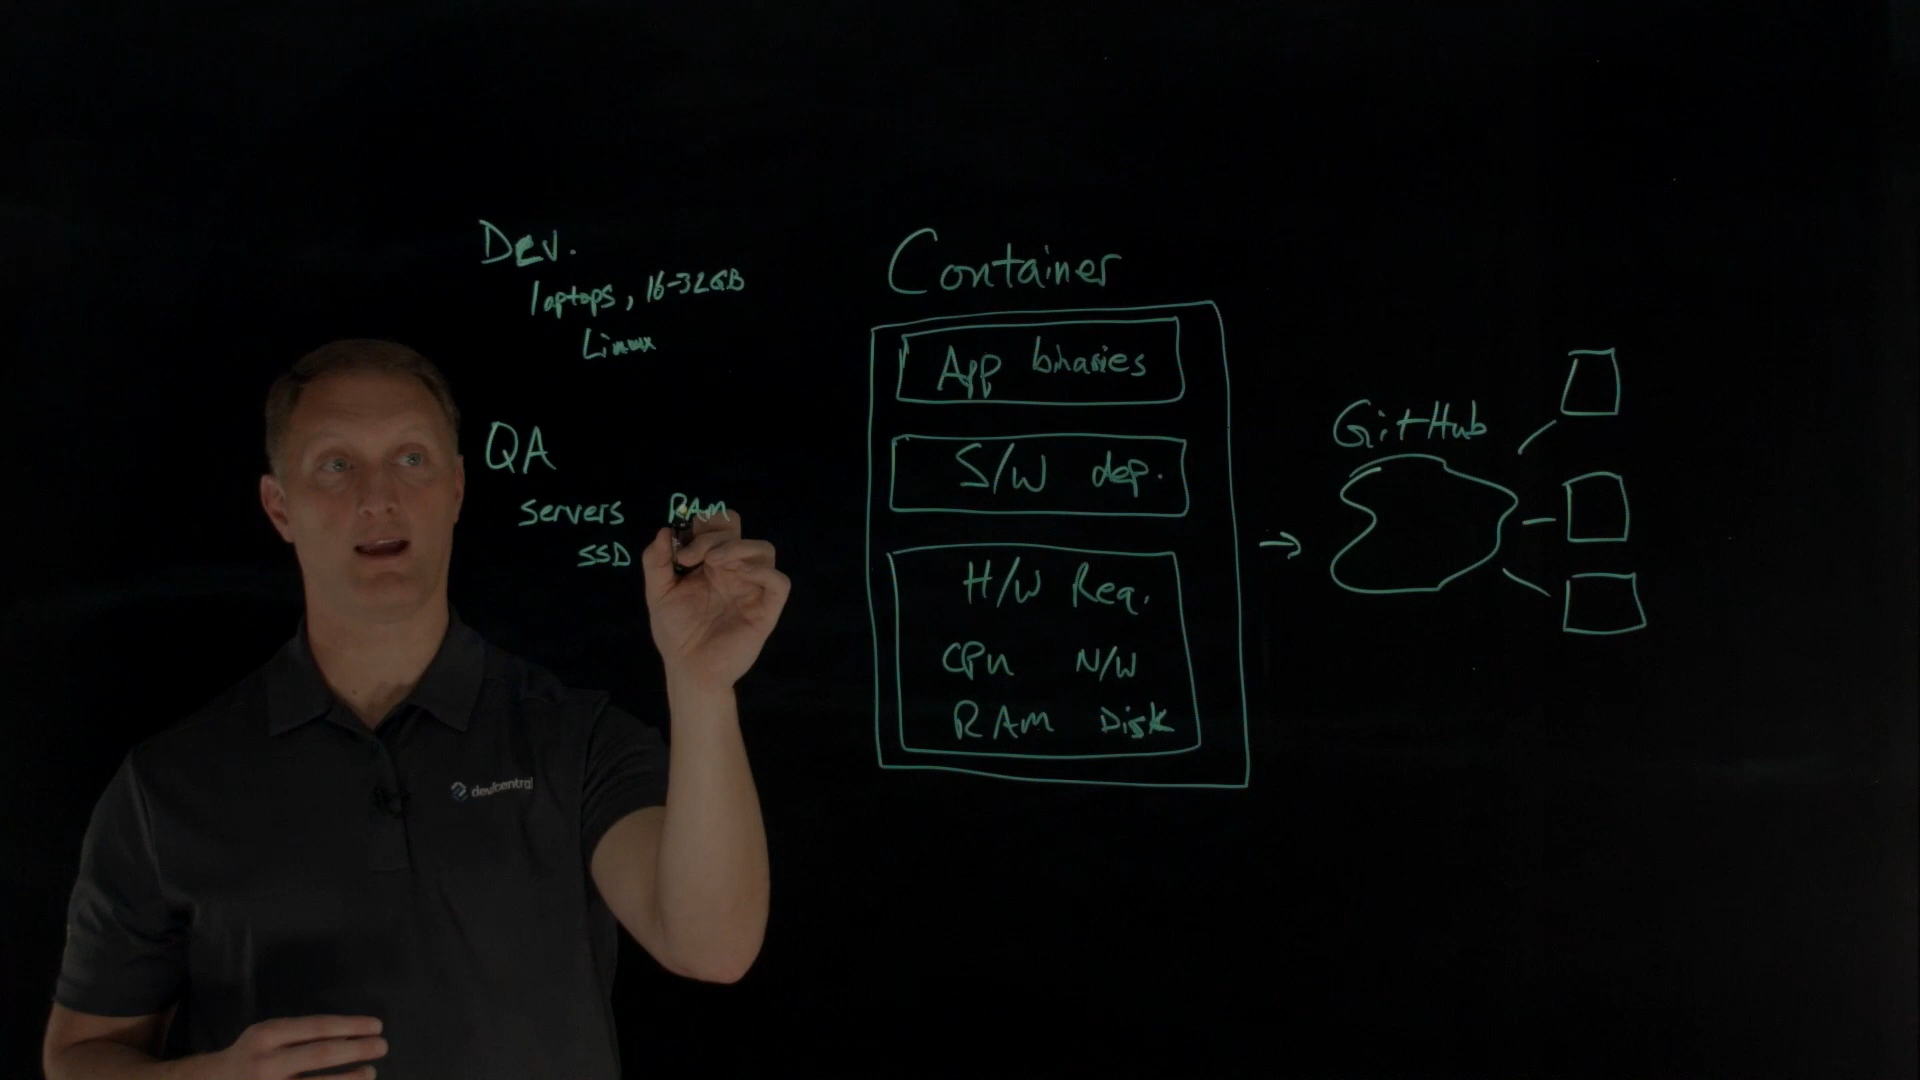 Dev.
laptops, 16-32GB
Linux
QA
servers RAM
SSD
Container
App binaries
S/W dep.
H/W Req.
CPU N/W
RAM Disk
GitHub
devcentral